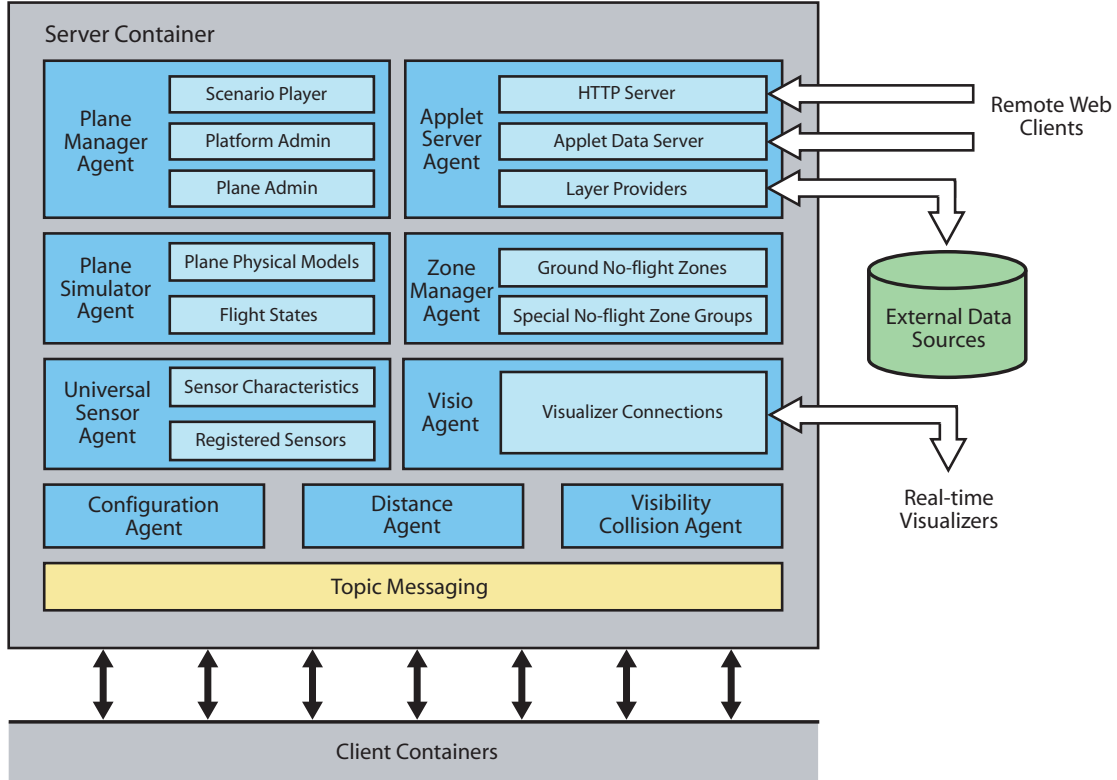 Server Container
Plane
Manager
Agent
Scenario Player
Platform Admin
Plane Admin
Applet
Server
Agent
HTTP Server
Applet Data Server
Layer Providers
Remote Web
Clients
Plane
Simulator
Agent
Plane Physical Models
Flight States
Zone
Manager
Agent
Ground No-flight Zones
Special No-flight Zone Groups
External Data
Sources
Universal
Sensor
Agent
Sensor Characteristics
Registered Sensors
Visio
Agent
Visualizer Connections
Real-time
Visualizers
Configuration
Agent
Distance
Agent
Visibility
Collision Agent
Topic Messaging
Client Containers